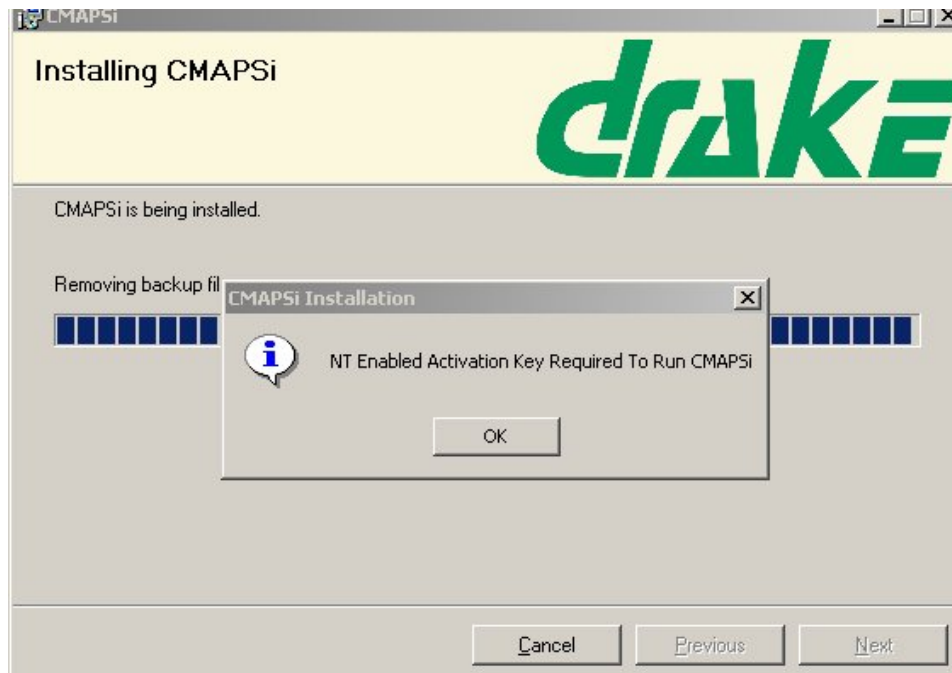 CMAPSi
Installing CMAPSi
drake
CMAPSi is being installed.
Removing backup fil
CMAPSi Installation
NT Enabled Activation Key Required To Run CMAPSi
OK
Cancel
Previous
Next